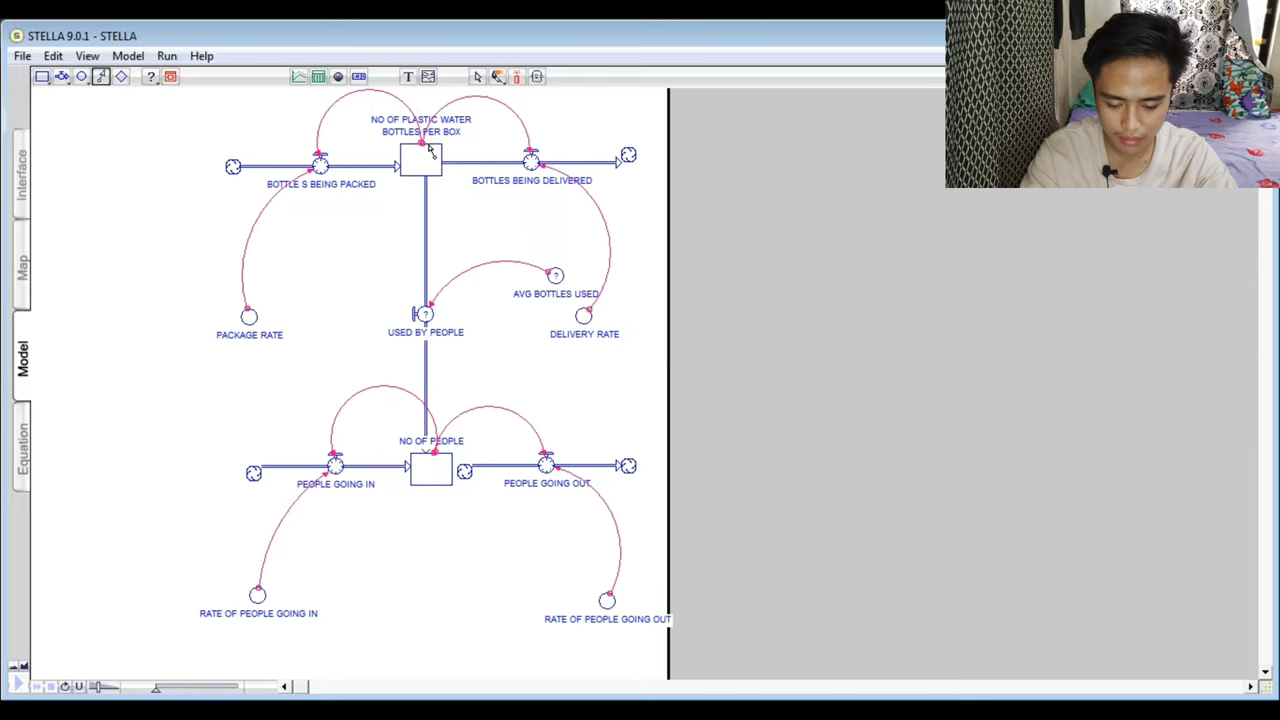 S STELLA 9.0.1 - STELLA
File Edit View Model Run Help
? T
Interface
Map
Model
Equation
NO OF PLASTIC WATER
BOTTLES PER BOX
BOTTLE S BEING PACKED
BOTTLES BEING DELIVERED
?
AVG BOTTLES USED
PACKAGE RATE
?
USED BY PEOPLE
DELIVERY RATE
NO OF PEOPLE
PEOPLE GOING IN
PEOPLE GOING OUT
RATE OF PEOPLE GOING IN
RATE OF PEOPLE GOING OUT
U